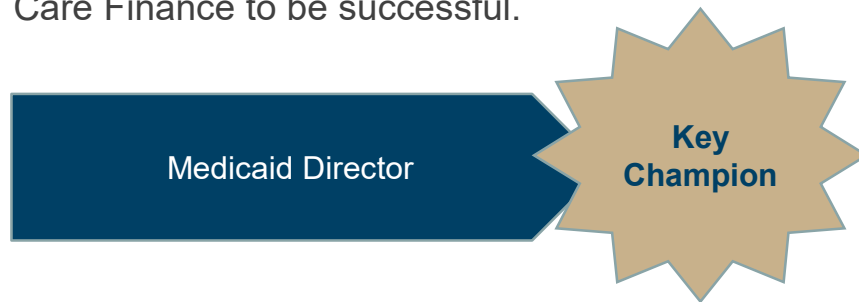 Care Finance to be successful.
Medicaid Director
Key
Champion